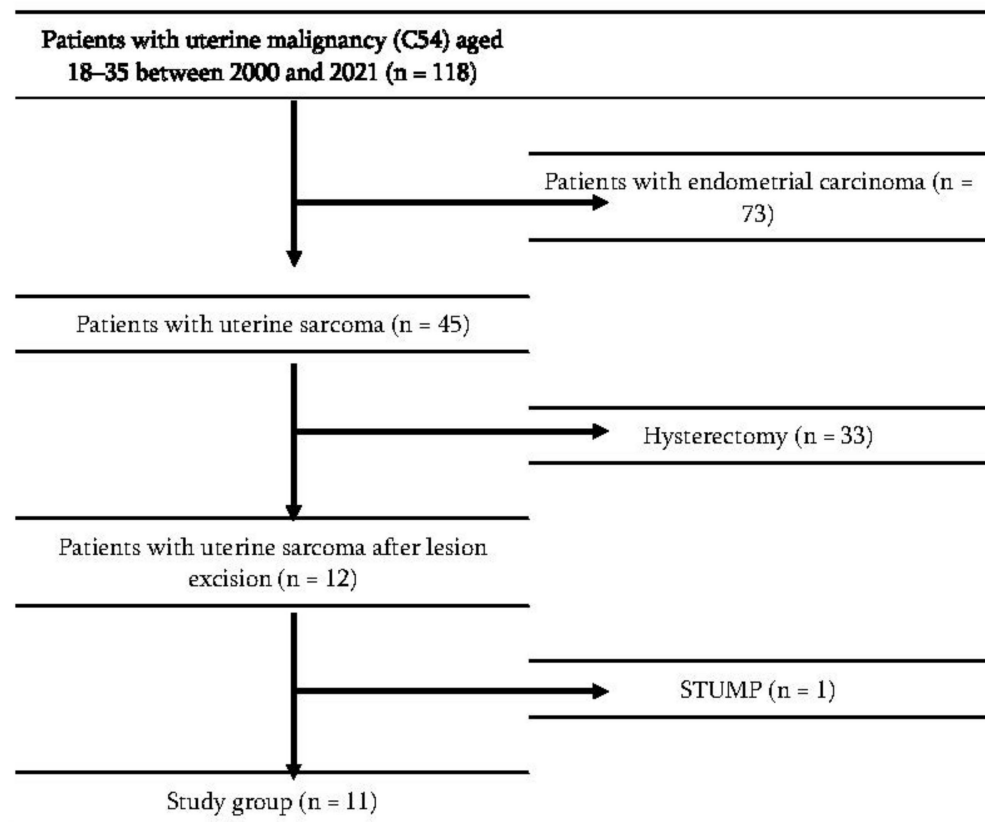 Patients with uterine malignancy (C54) aged
18–35 between 2000 and 2021 (n = 118)
Patients with endometrial carcinoma (n =
73)
Patients with uterine sarcoma (n = 45)
Hysterectomy (n = 33)
Patients with uterine sarcoma after lesion
excision (n = 12)
STUMP (n = 1)
Study group (n = 11)